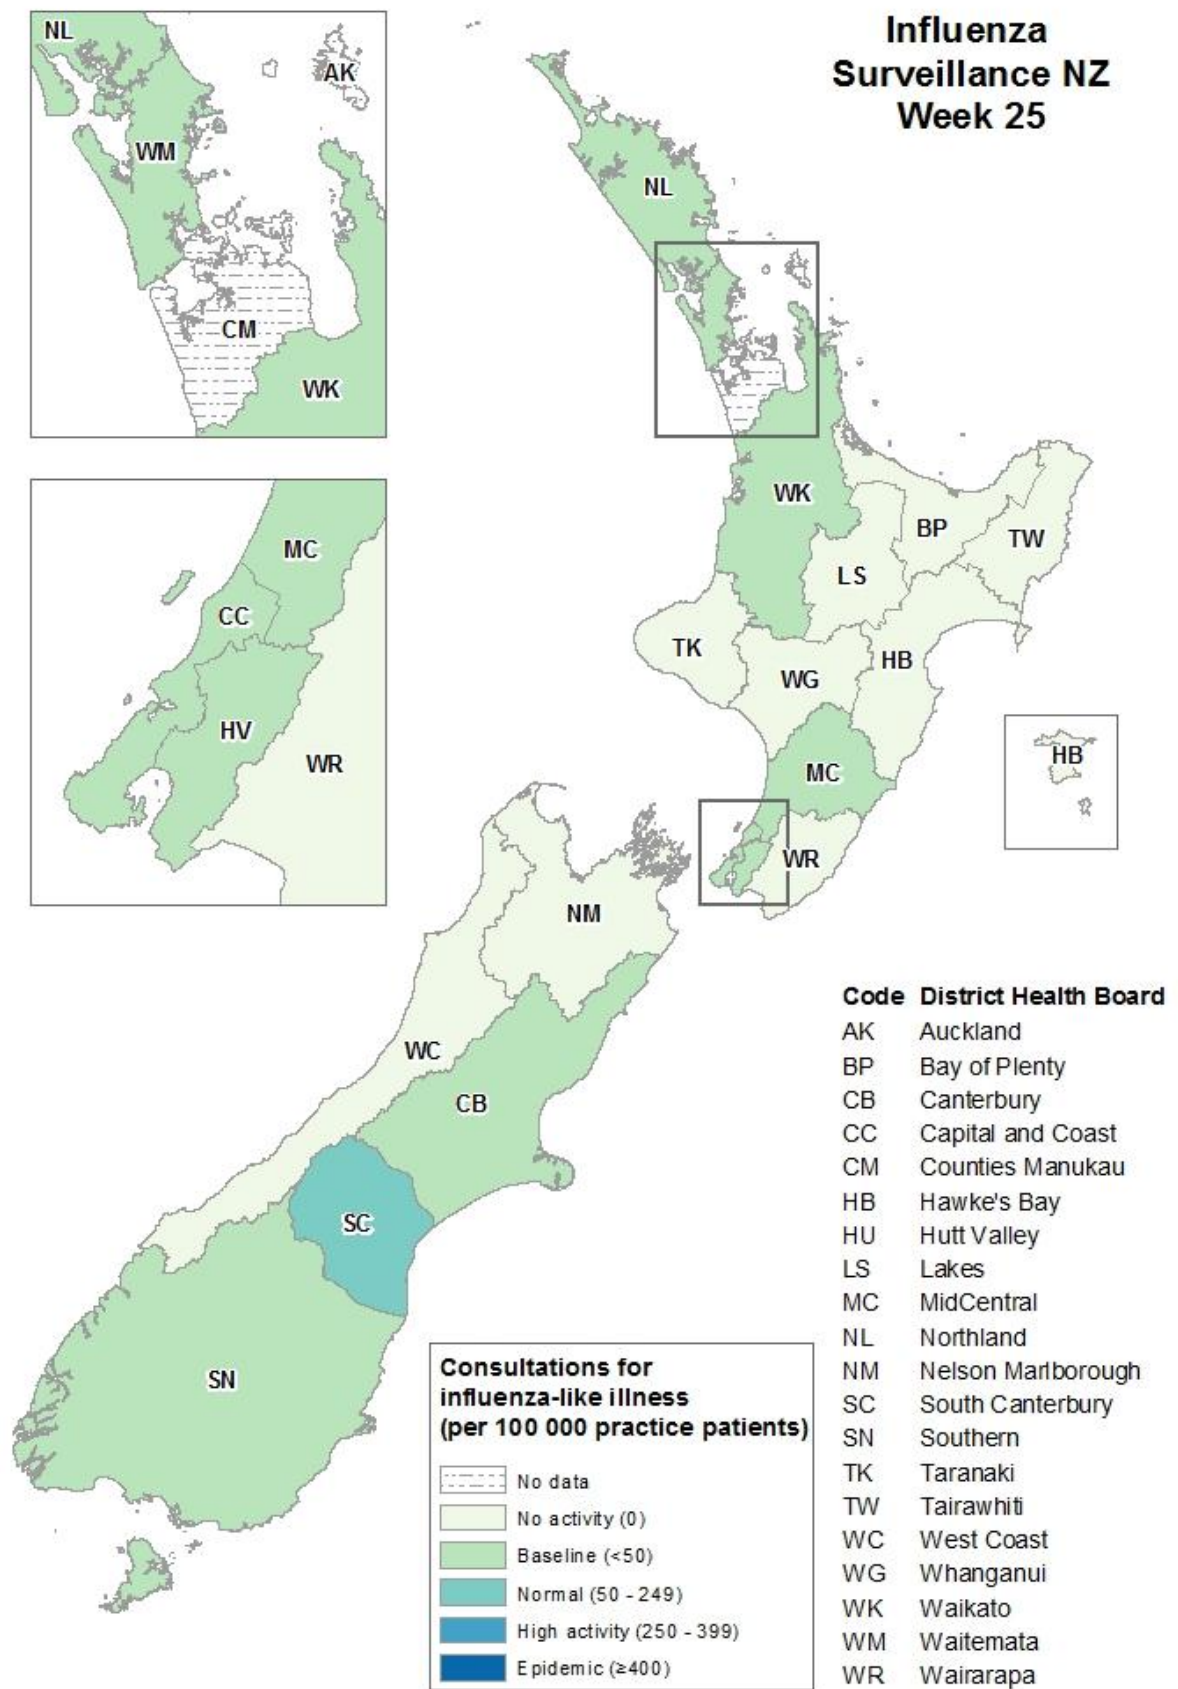 Influenza
Surveillance NZ
Week 25
NL
AK
WM
CM
WK
MC
CC
HV
WR
NL
WK
BP
TW
LS
TK
WG
HB
MC
WR
HB
NM
WC
CB
SC
SN
Consultations for
influenza-like illness
(per 100 000 practice patients)
No data
No activity (0)
Baseline (<50)
Normal (50 - 249)
High activity (250 - 399)
Epidemic (≥400)
Code District Health Board
AK Auckland
BP Bay of Plenty
CB Canterbury
CC Capital and Coast
CM Counties Manukau
HB Hawke's Bay
HU Hutt Valley
LS Lakes
MC MidCentral
NL Northland
NM Nelson Marlborough
SC South Canterbury
SN Southern
TK Taranaki
TW Tairawhiti
WC West Coast
WG Whanganui
WK Waikato
WM Waitemata
WR Wairarapa